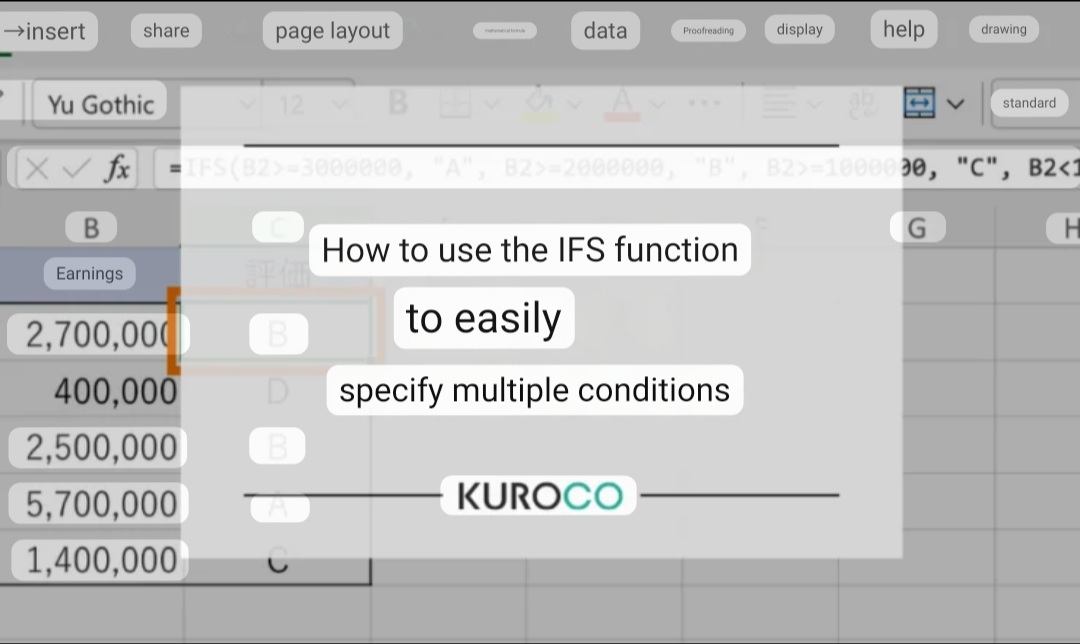 →insert share page layout data Proofreading display help drawing
Yu Gothic 12 B A ab standard
fx =IFS(B2>=3000000, "A", B2>=2000000, "B", B2>=1000000, "C", B2<1
B C F G H
Earnings 評価
2,700,000 B
400,000 D
2,500,000 B
5,700,000 A
1,400,000 C
How to use the IFS function
to easily
specify multiple conditions
KUROCO